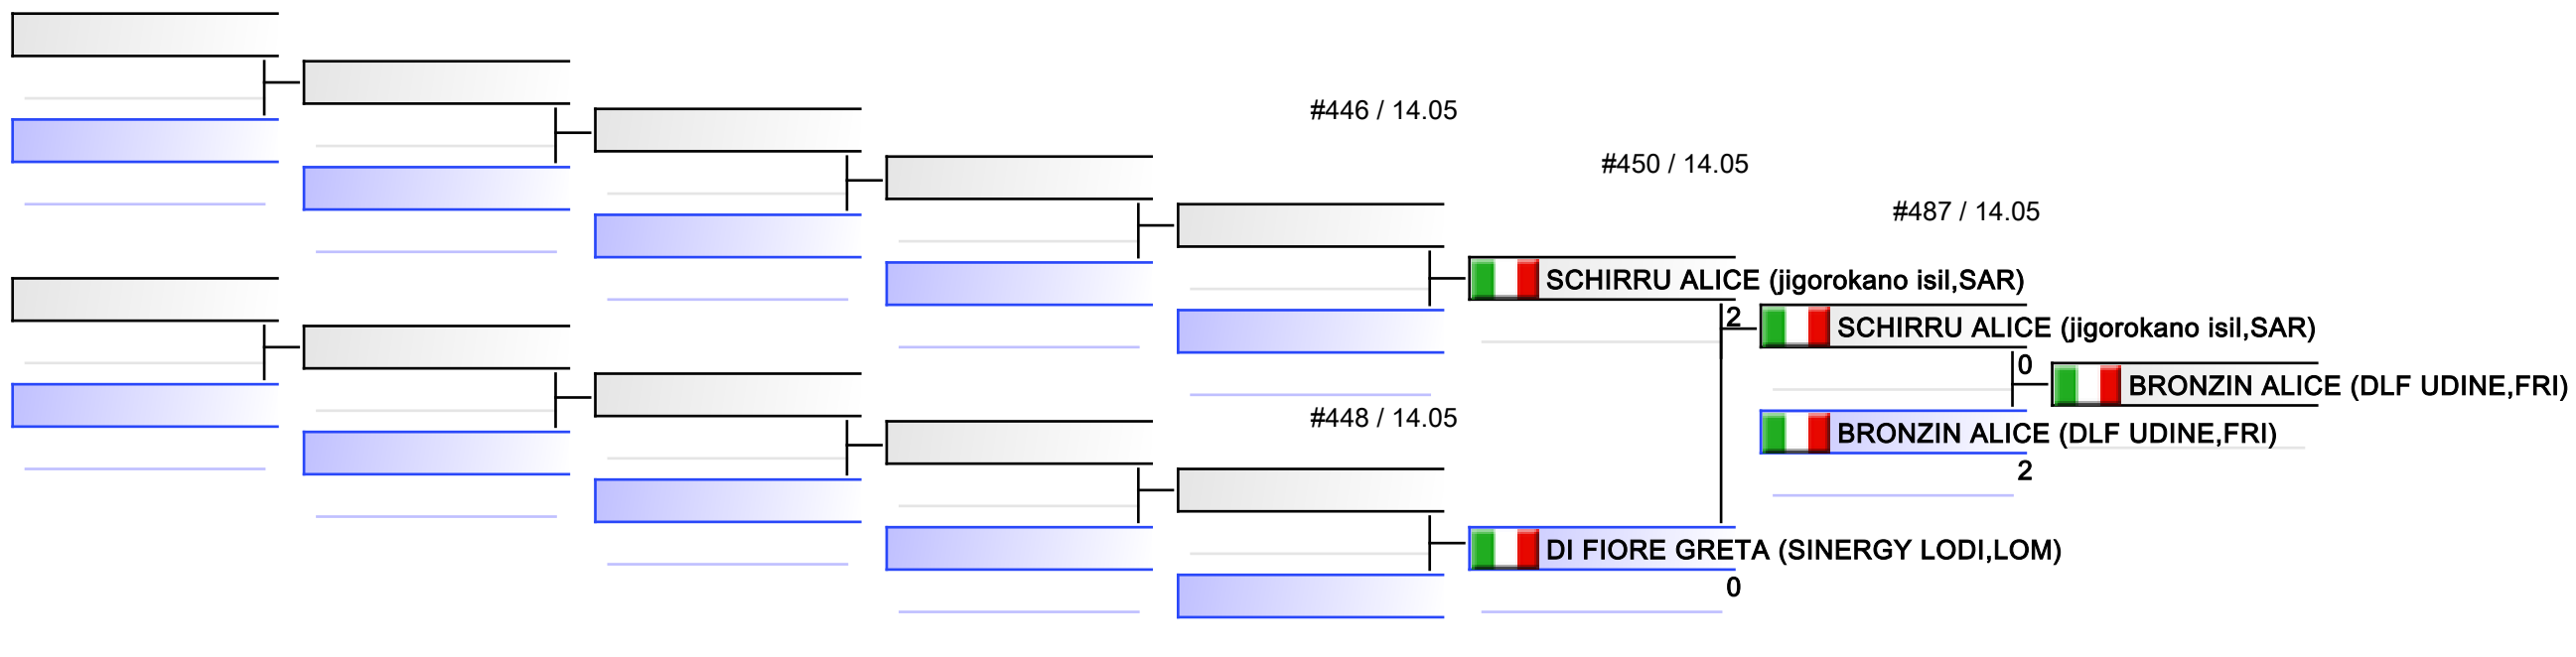 #446 / 14.05
#450 / 14.05
#487 / 14.05
SCHIRRU ALICE (jigorokano isil,SAR)
2
SCHIRRU ALICE (jigorokano isil,SAR)
0
BRONZIN ALICE (DLF UDINE,FRI)
#448 / 14.05
BRONZIN ALICE (DLF UDINE,FRI)
2
DI FIORE GRETA (SINERGY LODI,LOM)
0